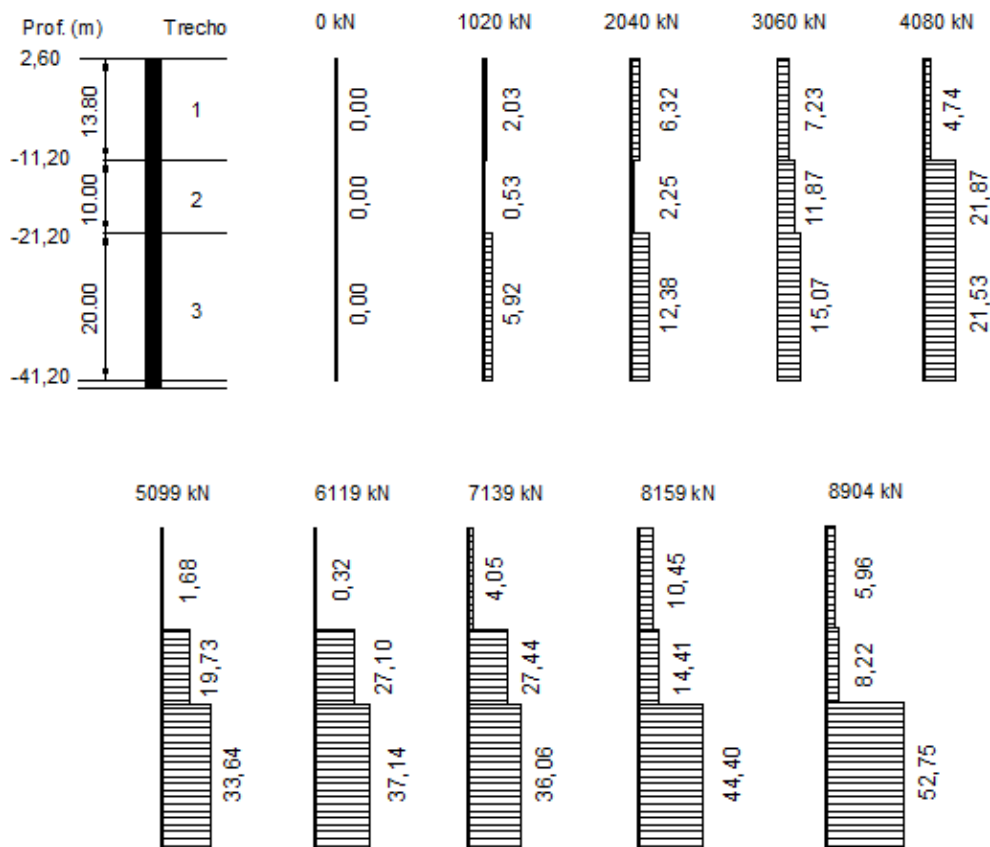 Prof. (m) Trecho 0 kN 1020 kN 2040 kN 3060 kN 4080 kN
2,60
13.80 1 0,00 2,03 6,32 7,23 4,74
-11,20
10.00 2 0,00 0,53 2,25 11,87 21,87
-21,20
20.00 3 0,00 5,92 12,38 15,07 21,53
-41,20
5099 kN 6119 kN 7139 kN 8159 kN 8904 kN
1,68 0,32 4,05 10,45 5,96
19,73 27,10 27,44 14,41 8,22
33,64 37,14 36,06 44,40 52,75